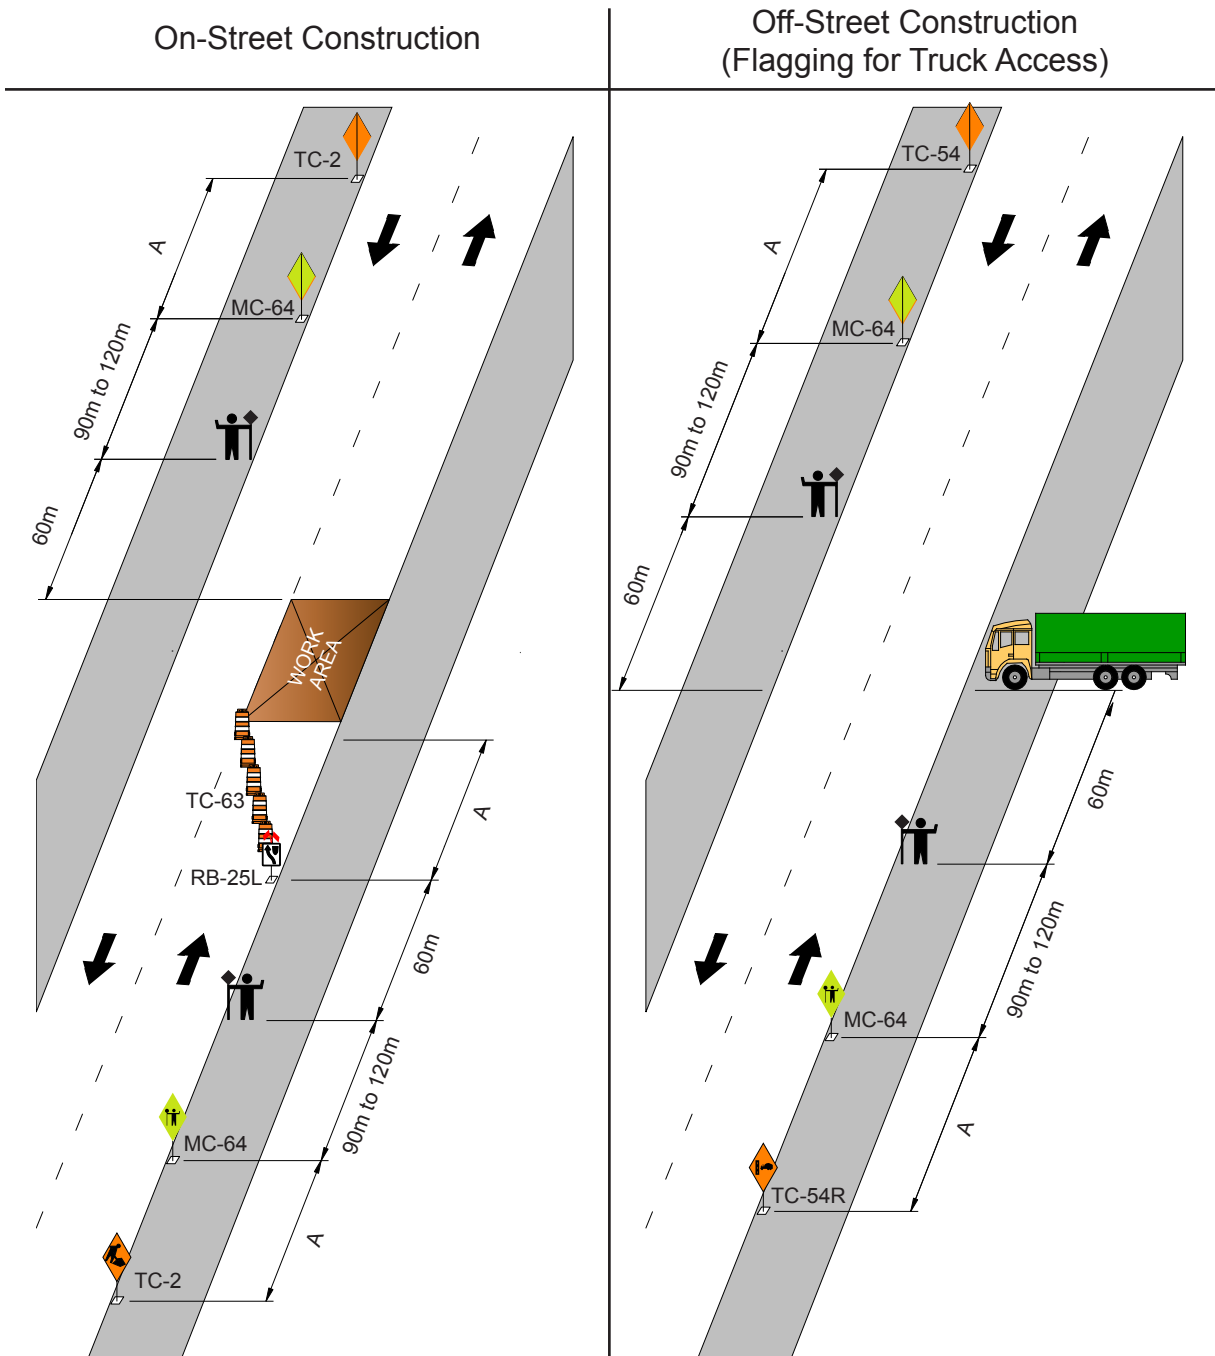 On-Street Construction
TC-2
A
MC-64
90m to 120m
60m
WORK
AREA
TC-63
A
RB-25L
60m
90m to 120m
MC-64
A
TC-2
Off-Street Construction
(Flagging for Truck Access)
TC-54
A
MC-64
90m to 120m
60m
60m
90m to 120m
MC-64
A
TC-54R